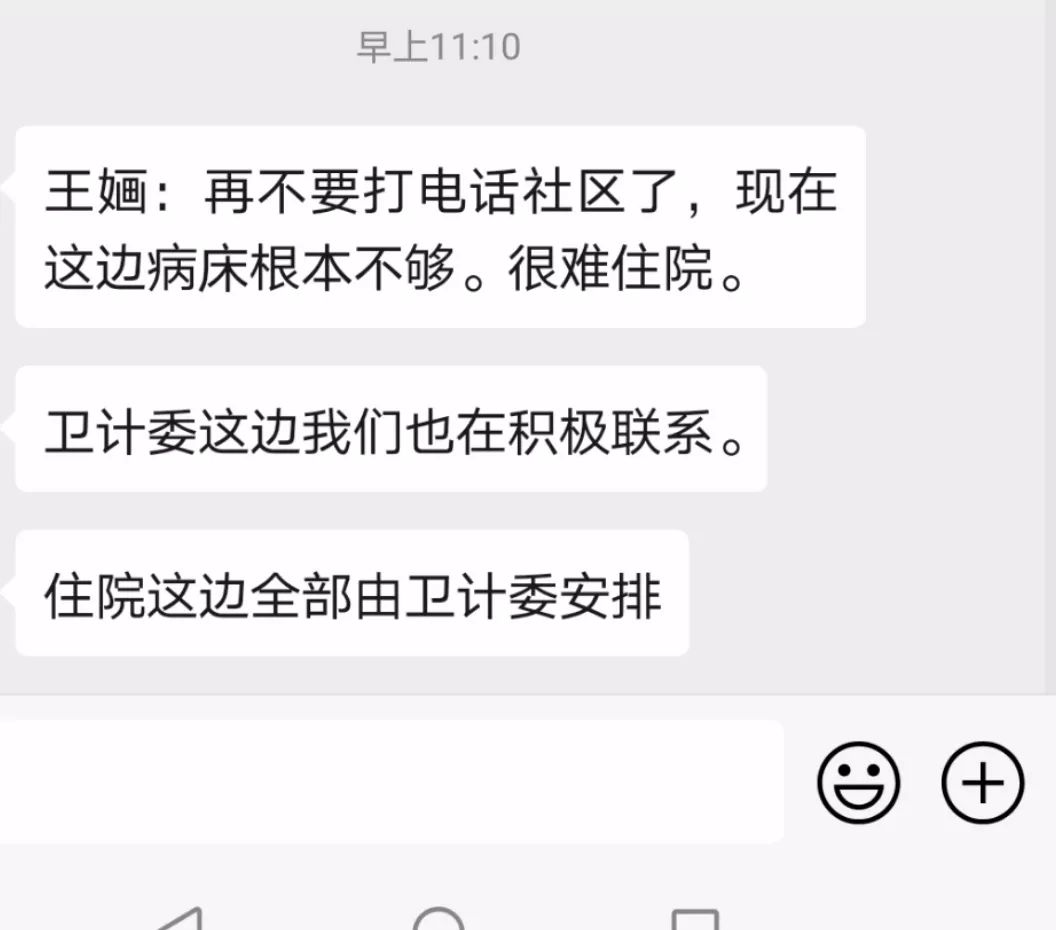 早上11:10
王婳：再不要打电话社区了，现在
这边病床根本不够。很难住院。
卫计委这边我们也在积极联系。
住院这边全部由卫计委安排